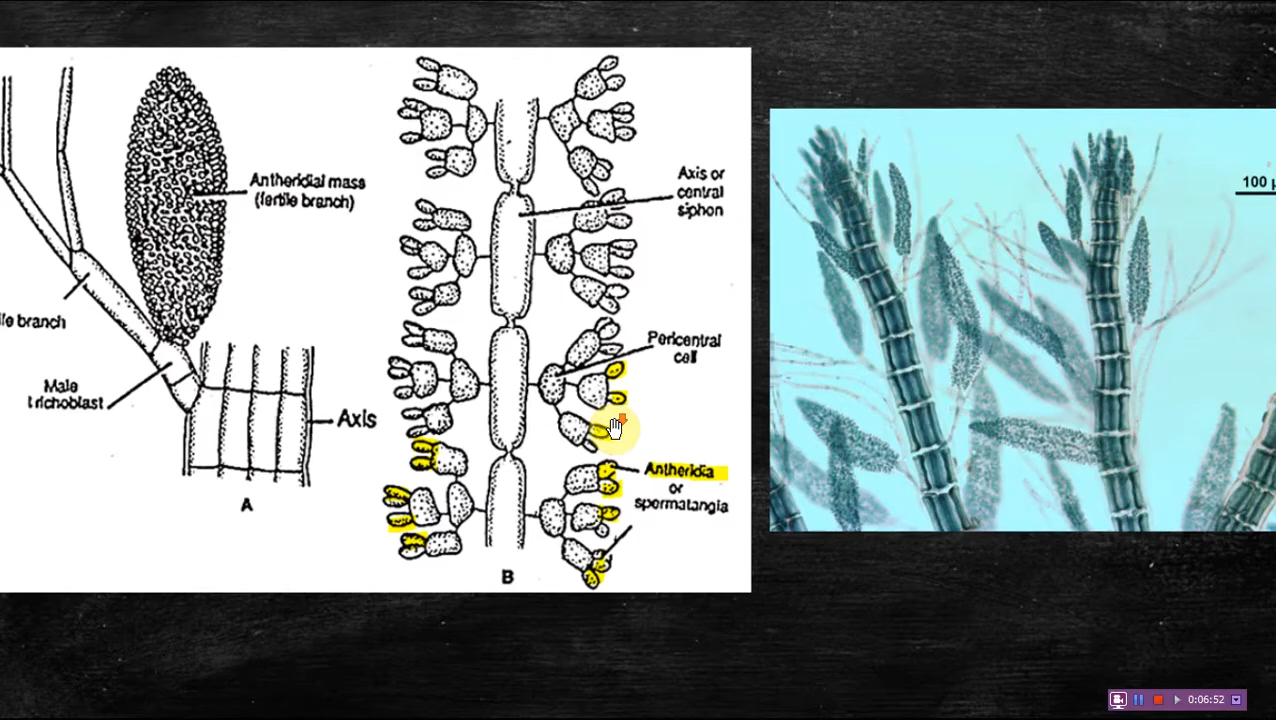 Antheridial mass
(fertile branch)
branch
Male
trichoblast
Axis
A
Axis or
central
siphon
Pericentral
cell
Antheridia
or
spermatangia
B
100
0:06:52